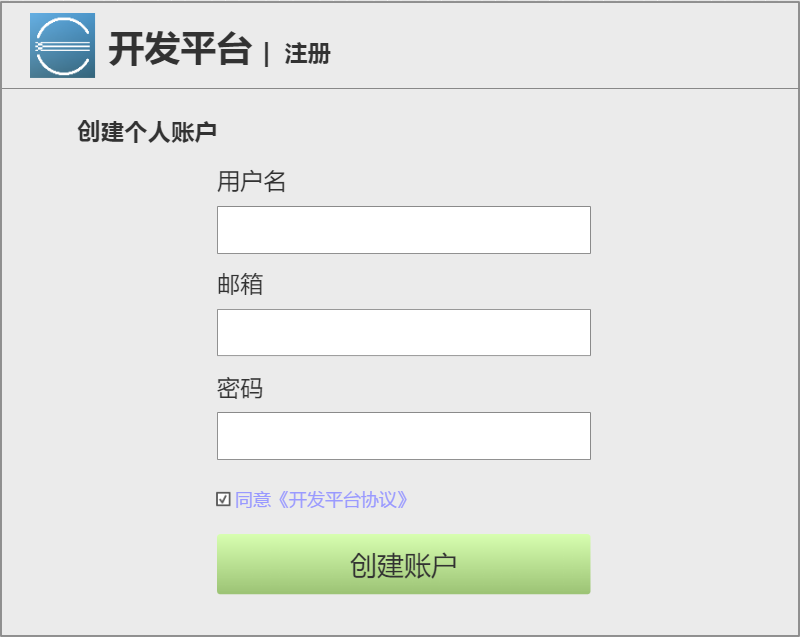 开发平台 | 注册
创建个人账户
用户名
邮箱
密码
同意《开发平台协议》
创建账户